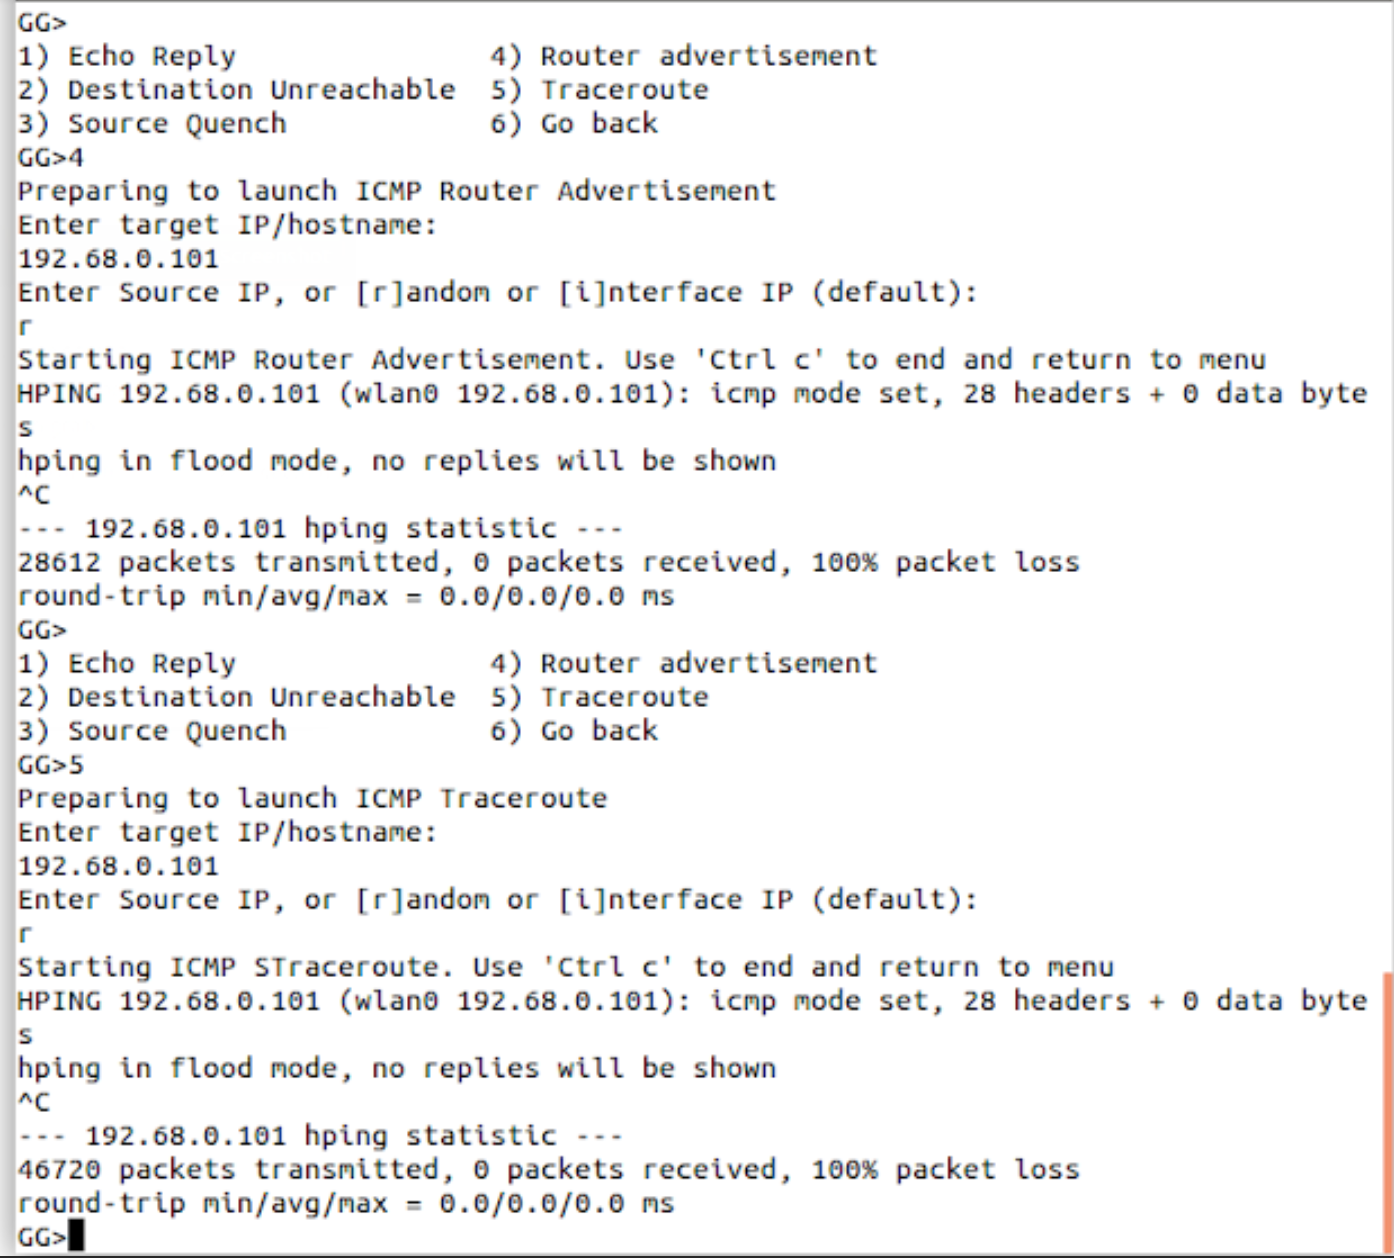 GG>
1) Echo Reply 4) Router advertisement
2) Destination Unreachable 5) Traceroute
3) Source Quench 6) Go back
GG>4
Preparing to launch ICMP Router Advertisement
Enter target IP/hostname:
192.68.0.101
Enter Source IP, or [r]andom or [i]nterface IP (default):
r
Starting ICMP Router Advertisement. Use 'Ctrl c' to end and return to menu
HPING 192.68.0.101 (wlan0 192.68.0.101): icmp mode set, 28 headers + 0 data byte
s
hping in flood mode, no replies will be shown
^C
--- 192.68.0.101 hping statistic ---
28612 packets transmitted, 0 packets received, 100% packet loss
round-trip min/avg/max = 0.0/0.0/0.0 ms
GG>
1) Echo Reply 4) Router advertisement
2) Destination Unreachable 5) Traceroute
3) Source Quench 6) Go back
GG>5
Preparing to launch ICMP Traceroute
Enter target IP/hostname:
192.68.0.101
Enter Source IP, or [r]andom or [i]nterface IP (default):
r
Starting ICMP STraceroute. Use 'Ctrl c' to end and return to menu
HPING 192.68.0.101 (wlan0 192.68.0.101): icmp mode set, 28 headers + 0 data byte
s
hping in flood mode, no replies will be shown
^C
--- 192.68.0.101 hping statistic ---
46720 packets transmitted, 0 packets received, 100% packet loss
round-trip min/avg/max = 0.0/0.0/0.0 ms
GG>